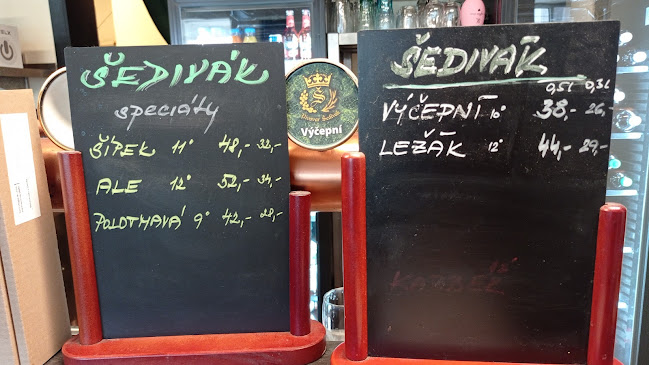 ŠEDIVÁK
speciály
ŠÍPEK 11° 48,- 32,-
ALE 12° 52,- 34,-
POLOTMAVÁ 9° 42,- 28,-
Š
Výčepní
ŠEDIVÁK
0,5L 0,3L
VÝČEPNÍ 10° 38,- 26,-
LEŽÁK 12° 44,- 29,-